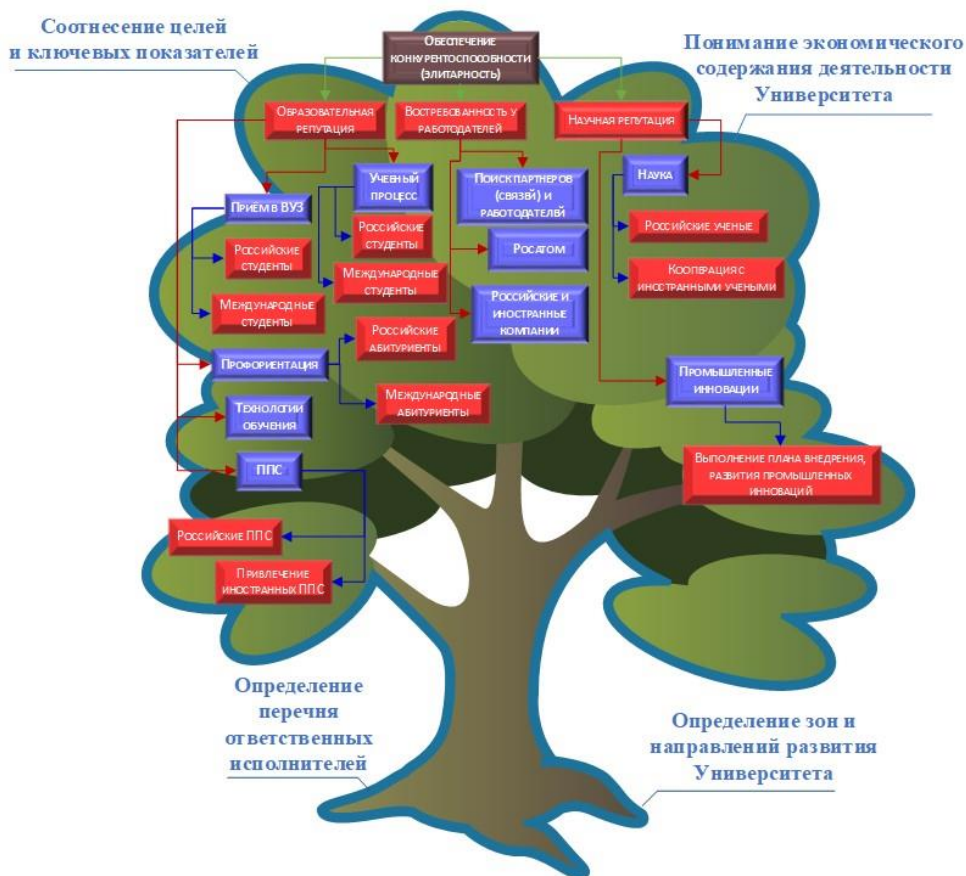 Соотнесение целей
и ключевых показателей
Понимание экономического
содержания деятельности
Университета
Обеспечение
конкурентоспособности
(элитарность)
Образовательная
репутация
Востребованность у
работодателей
Научная репутация
Приём в ВУЗ
Российские
студенты
Международные
студенты
Учебный
процесс
Российские
студенты
Международные
студенты
Профориентация
Российские
абитуриенты
Международные
абитуриенты
Технологии
обучения
ППС
Российские ППС
Привлечение
иностранных ППС
Поиск партнеров
(связвй) и
работодателй
Росатом
Российские и
иностранные
компании
Наука
Российские ученые
Кооперация с
иностранными учеными
Промышленные
инновации
Выполнение плана внедрения,
развития промышленных
инноваций
Определение
перечня
ответственных
исполнителей
Определение зон и
направлений развития
Университета